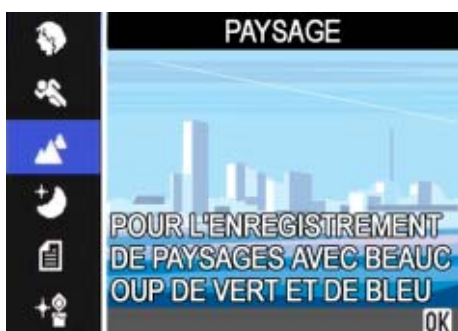 PAYSAGE
POUR L'ENREGISTREMENT
DE PAYSAGES AVEC BEAUC
OUP DE VERT ET DE BLEU
OK